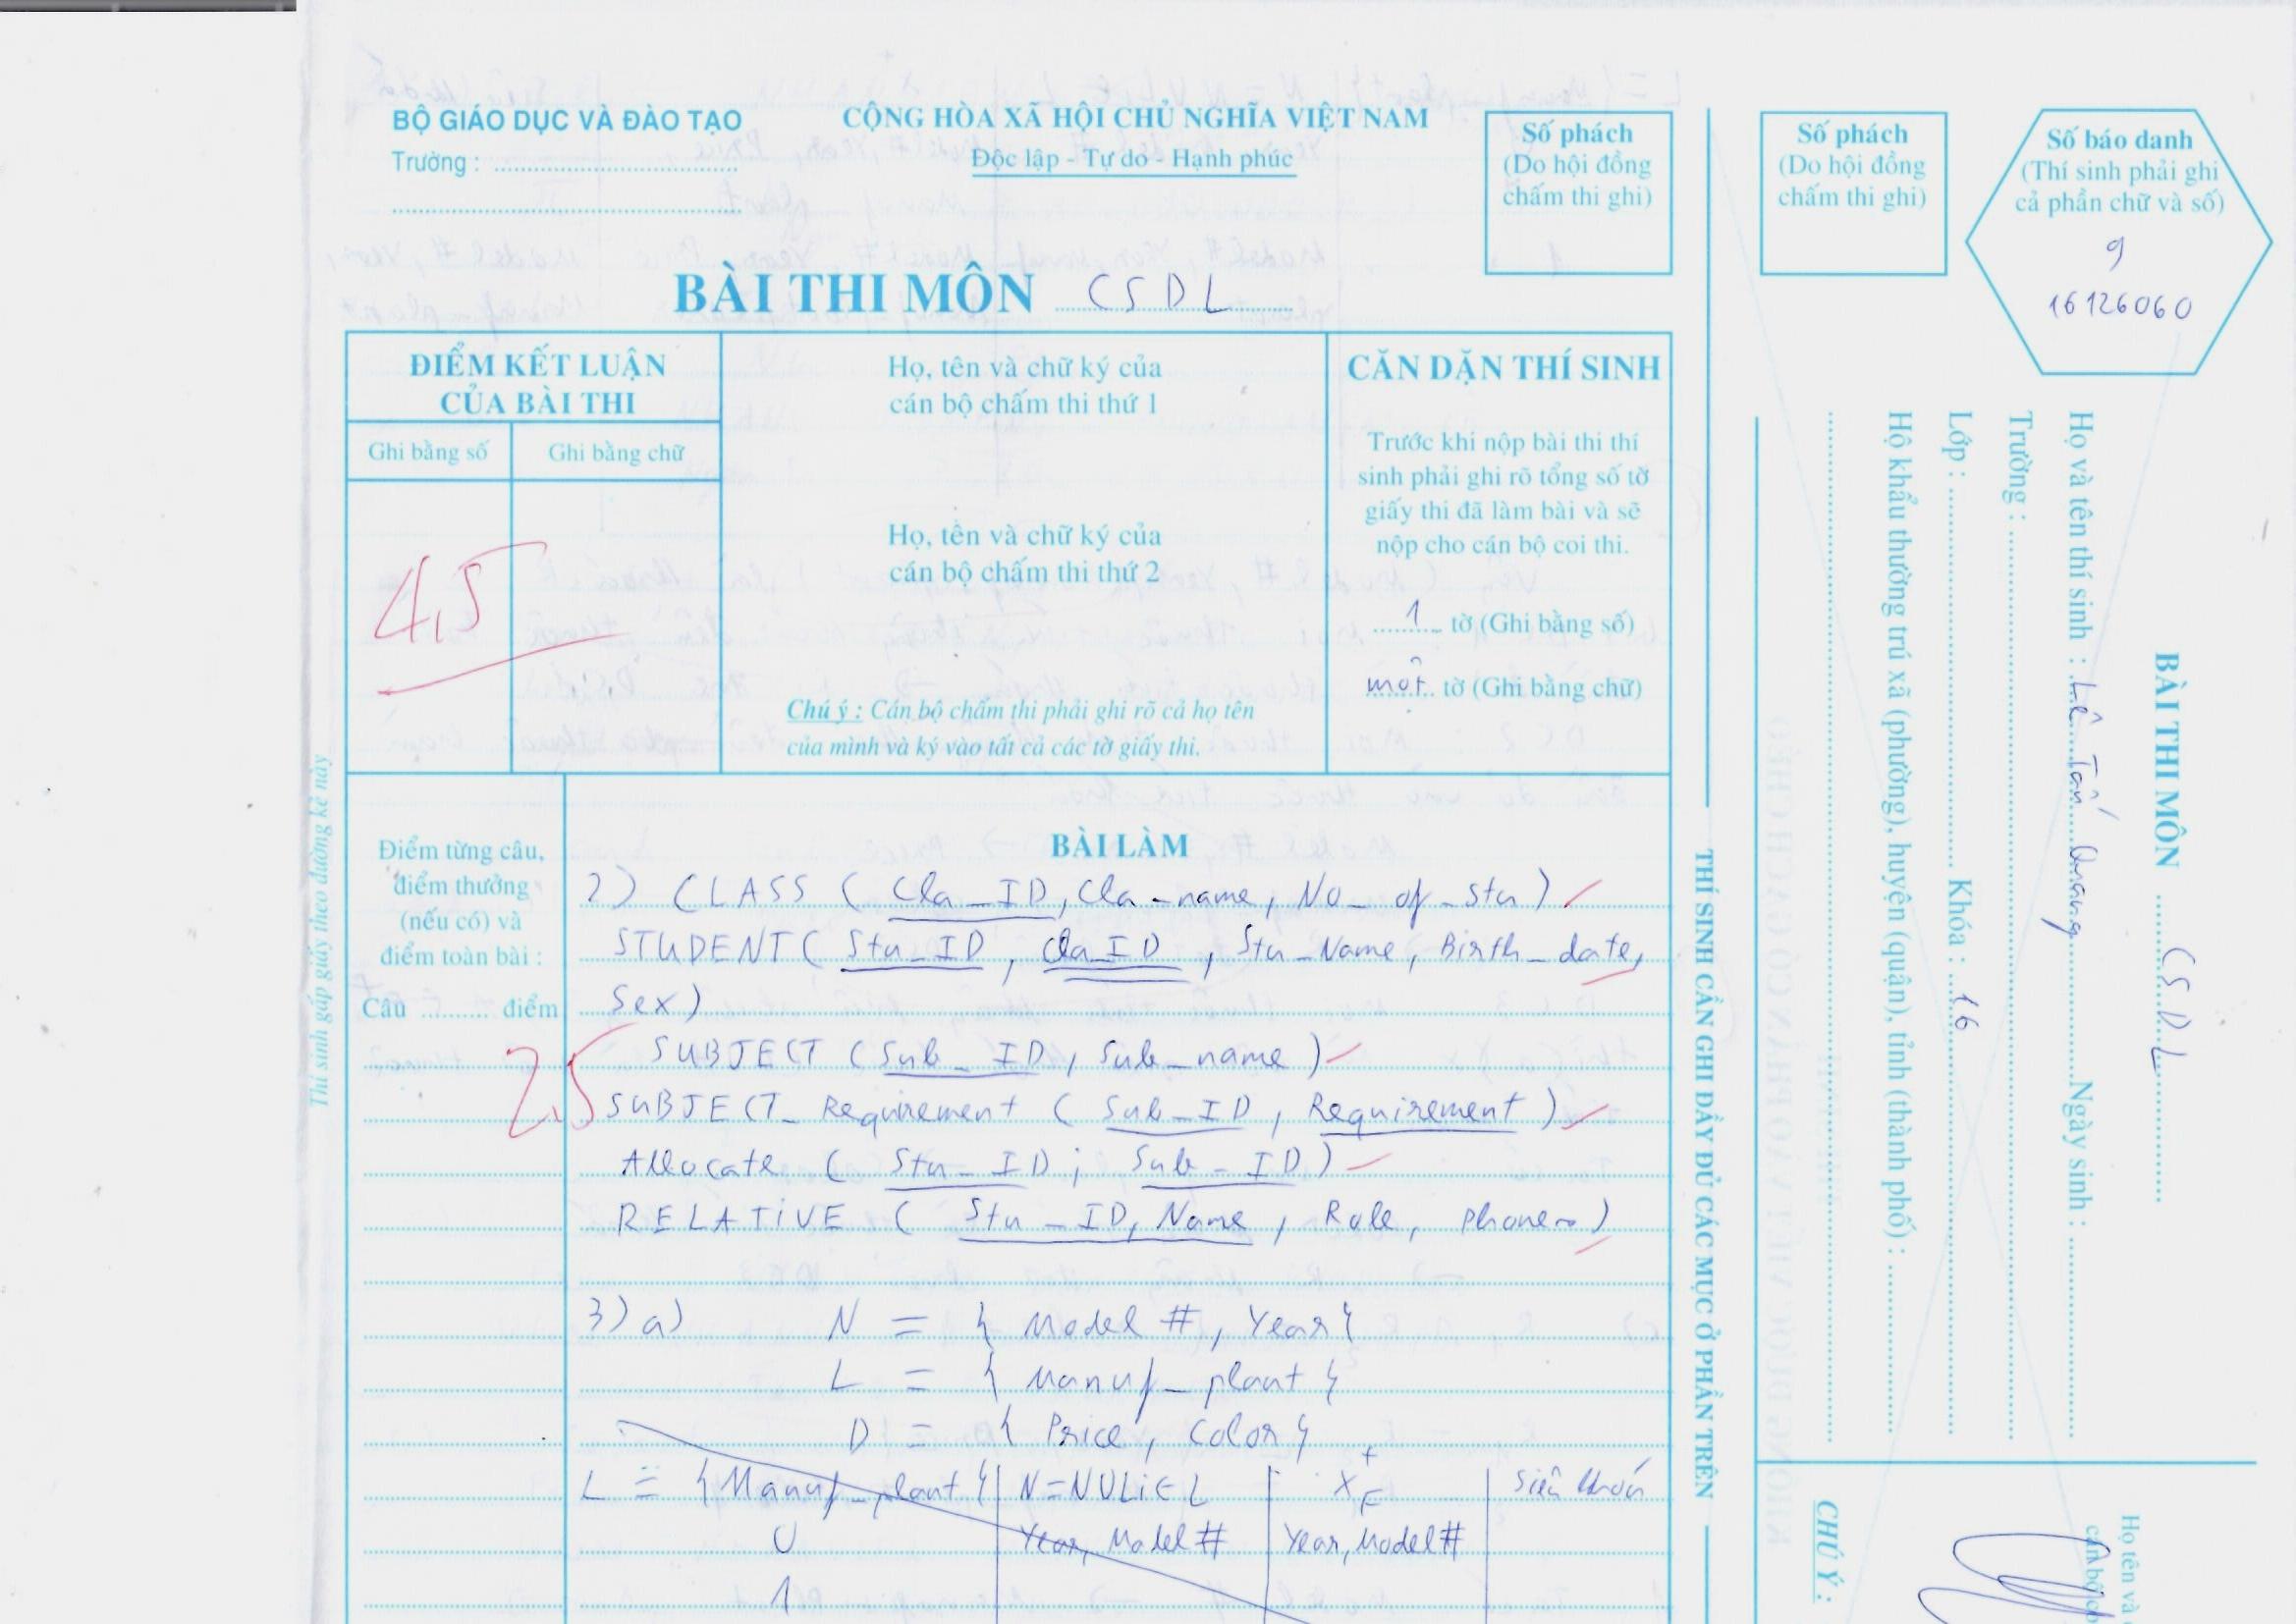 BỘ GIÁO DỤC VÀ ĐÀO TẠO
Trường : ..........
CỘNG HÒA XÃ HỘI CHỦ NGHĨA VIỆT NAM
Độc lập - Tự do - Hạnh phúc
Số phách
(Do hội đồng
chấm thi ghi)
Số phách
(Do hội đồng
chấm thi ghi)
Số báo danh
(Thí sinh phải ghi
cả phần chữ và số)
9
16126060
BÀI THI MÔN CSDL
ĐIỂM KẾT LUẬN
CỦA BÀI THI
Ghi bằng số
Ghi bằng chữ
4,5
Họ, tên và chữ ký của
cán bộ chấm thi thứ 1
Họ, tên và chữ ký của
cán bộ chấm thi thứ 2
Chú ý : Cán bộ chấm thi phải ghi rõ cả họ tên
của mình và ký vào tất cả các tờ giấy thi.
CĂN DẶN THÍ SINH
Trước khi nộp bài thi thí
sinh phải ghi rõ tổng số tờ
giấy thi đã làm bài và sẽ
nộp cho cán bộ coi thi.
1 tờ (Ghi bằng số)
một tờ (Ghi bằng chữ)
Thí sinh gấp giấy theo đường kẻ này
Điểm từng câu,
điểm thưởng
(nếu có) và
điểm toàn bài :
Câu .......... điểm
2,5
BÀI LÀM
2) CLASS ( Cla_ID, Cla_name, No_of_stu)
STUDENT ( Stu_ID , Cla_ID , Stu_Name, Birth_date,
Sex)
SUBJECT (Sub_ID, Sub_name)
SUBJECT_Requirement ( Sub_ID, Requirement )
Allocate ( Stu_ID; Sub_ID)
RELATIVE ( Stu_ID, Name, Role, phone)
3) a) N = { Model #, Year}
L = { Manuf_plant }
D = { Price, Color }
L = {Manuf_plant} N=NULi∈L X+F Siêu khóa
0 Year, Model # Year, Model #
1
THÍ SINH CẦN GHI ĐẦY ĐỦ CÁC MỤC Ở PHẦN TRÊN
BÀI THI MÔN CSDL
Họ và tên thí sinh : Lê Tấn Quang Ngày sinh : ..........
Trường : ..........
Lớp : .......... Khóa : 16
Hộ khẩu thường trú xã (phường), huyện (quận), tỉnh (thành phố) : ..........
CHÚ Ý :
Họ tên và